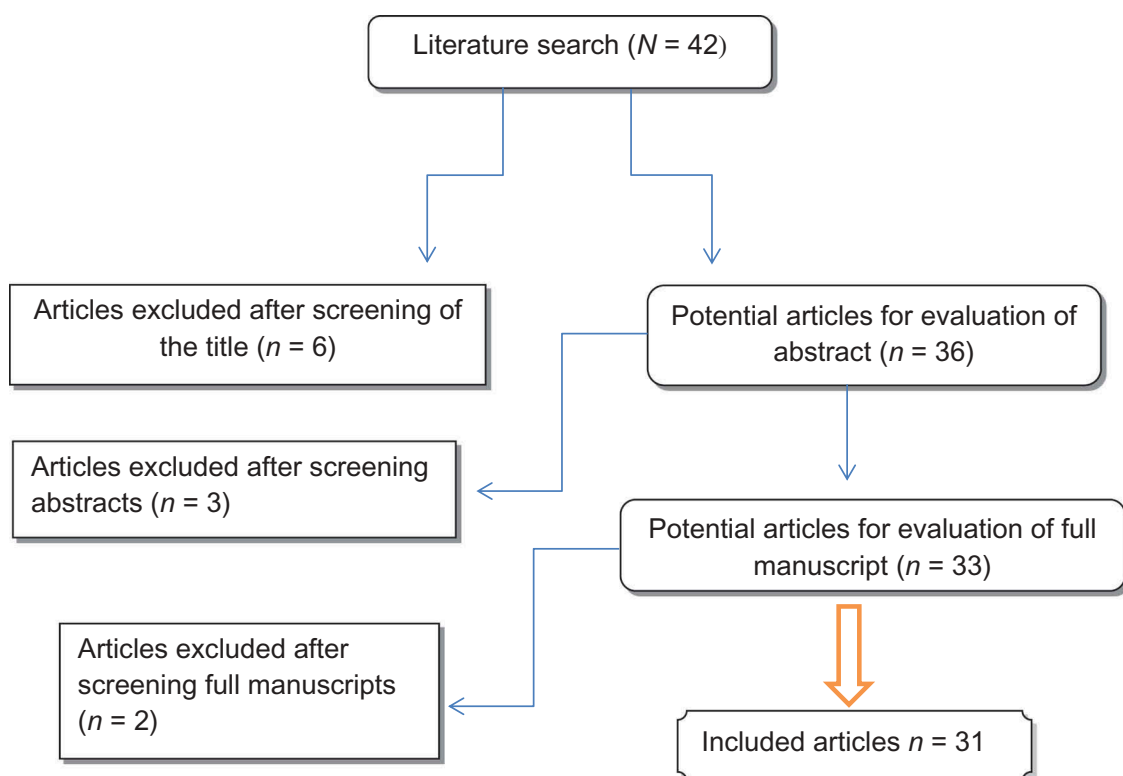 Literature search (N = 42)
Articles excluded after screening of
the title (n = 6)
Potential articles for evaluation of
abstract (n = 36)
Articles excluded after screening
abstracts (n = 3)
Potential articles for evaluation of full
manuscript (n = 33)
Articles excluded after
screening full manuscripts
(n = 2)
Included articles n = 31